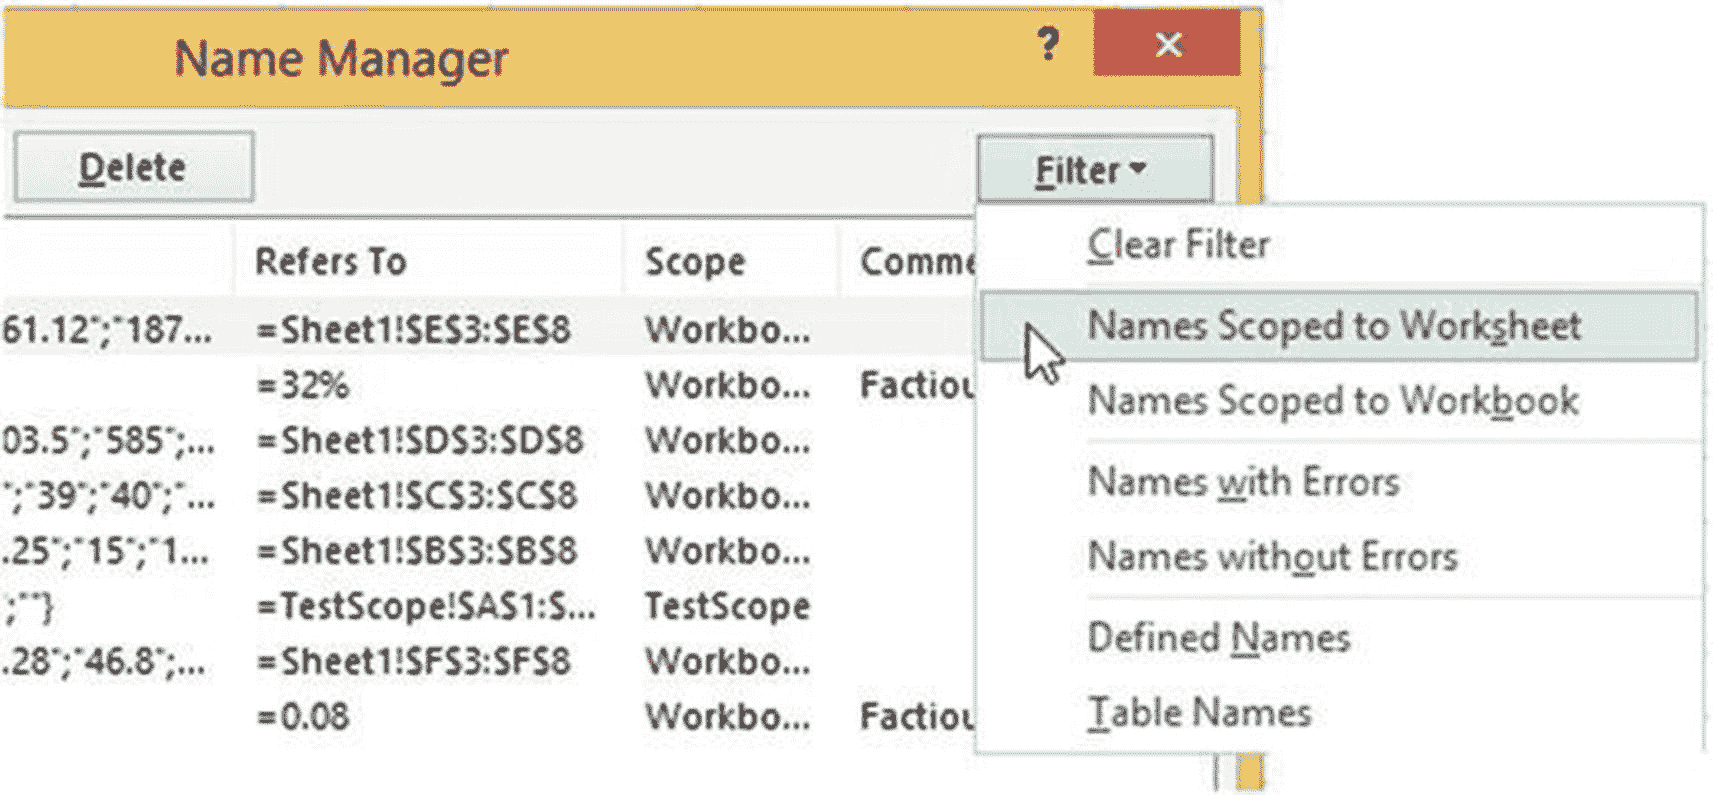 Name Manager ? ×
Delete Filter
Refers To Scope Comme
61.12";"187... =Sheet1!$E$3:$E$8 Workbo...
=32% Workbo... Factiou
03.5";"585";... =Sheet1!$D$3:$D$8 Workbo...
";"39";"40";"... =Sheet1!$C$3:$C$8 Workbo...
.25";"15";"1... =Sheet1!$B$3:$B$8 Workbo...
;""} =TestScope!$A$1:$... TestScope
.28";"46.8";... =Sheet1!$F$3:$F$8 Workbo...
=0.08 Workbo... Factiou
Clear Filter
Names Scoped to Worksheet
Names Scoped to Workbook
Names with Errors
Names without Errors
Defined Names
Table Names